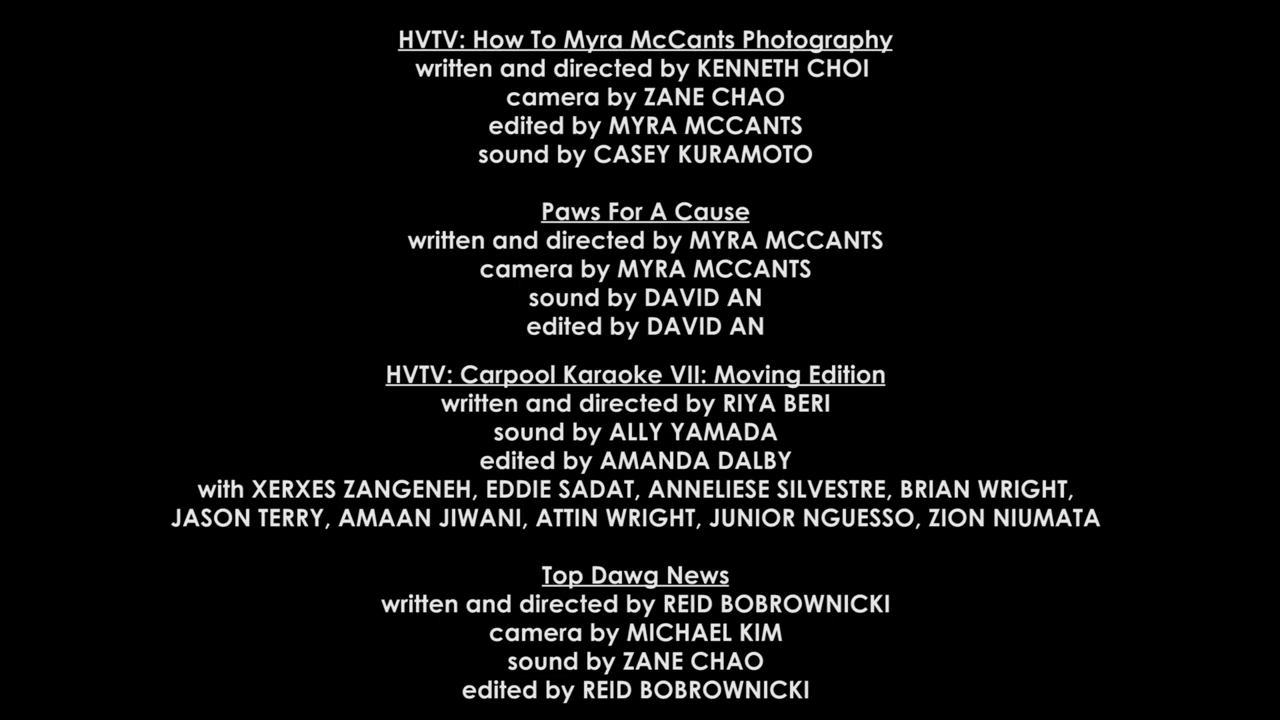 HVTV: How To Myra McCants Photography
written and directed by KENNETH CHOI
camera by ZANE CHAO
edited by MYRA MCCANTS
sound by CASEY KURAMOTO
Paws For A Cause
written and directed by MYRA MCCANTS
camera by MYRA MCCANTS
sound by DAVID AN
edited by DAVID AN
HVTV: Carpool Karaoke VII: Moving Edition
written and directed by RIYA BERI
sound by ALLY YAMADA
edited by AMANDA DALBY
with XERXES ZANGENEH, EDDIE SADAT, ANNELIESE SILVESTRE, BRIAN WRIGHT,
JASON TERRY, AMAAN JIWANI, ATTIN WRIGHT, JUNIOR NGUESSO, ZION NIUMATA
Top Dawg News
written and directed by REID BOBROWNICKI
camera by MICHAEL KIM
sound by ZANE CHAO
edited by REID BOBROWNICKI